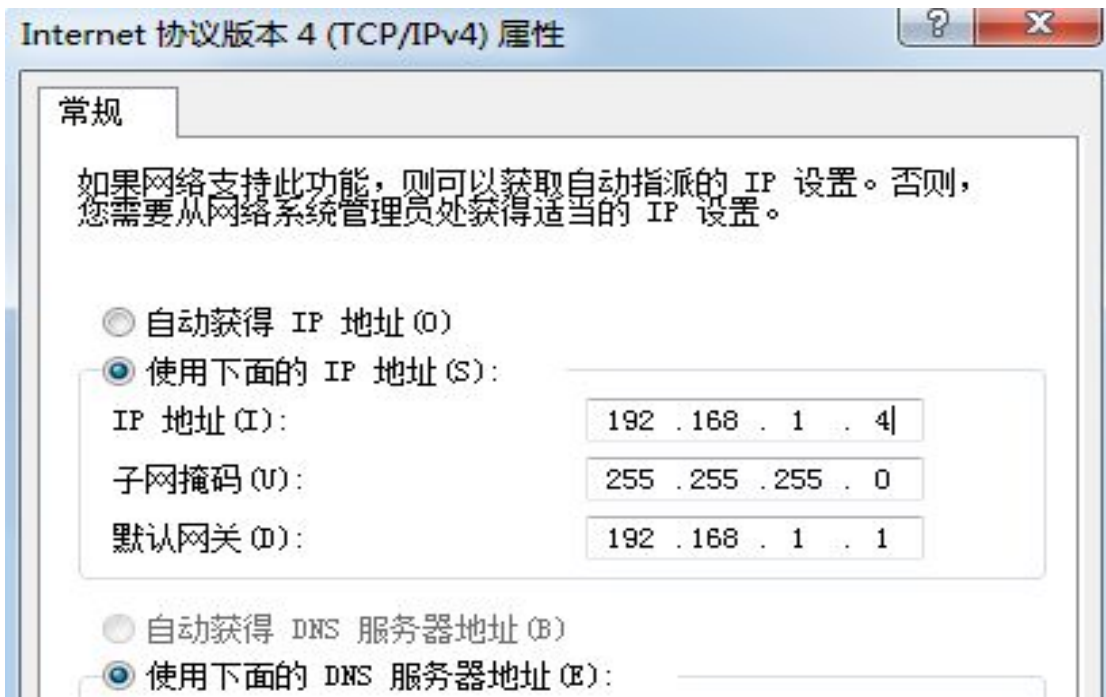 Internet 协议版本 4 (TCP/IPv4) 属性
?
X
常规
如果网络支持此功能，则可以获取自动指派的 IP 设置。否则，
您需要从网络系统管理员处获得适当的 IP 设置。
自动获得 IP 地址(O)
使用下面的 IP 地址(S):
IP 地址(I): 192 .168 . 1 . 4
子网掩码(U): 255 .255 .255 . 0
默认网关(D): 192 .168 . 1 . 1
自动获得 DNS 服务器地址(B)
使用下面的 DNS 服务器地址(E):